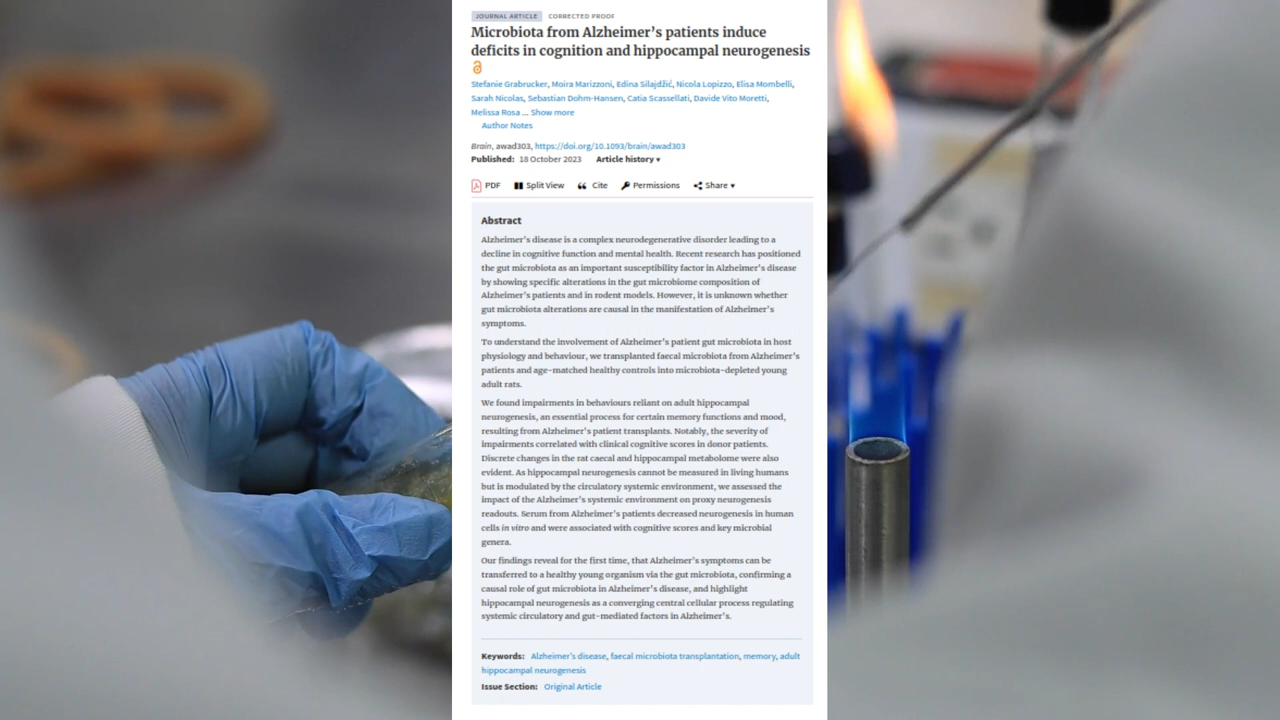 JOURNAL ARTICLE CORRECTED PROOF
Microbiota from Alzheimer's patients induce
deficits in cognition and hippocampal neurogenesis
Stefanie Grabrucker, Moira Marizzoni, Edina Silajdžić, Nicola Lopizzo, Elisa Mombelli,
Sarah Nicolas, Sebastian Dohm-Hansen, Catia Scassellati, Davide Vito Moretti,
Melissa Rosa ... Show more
Author Notes
Brain, awad303, https://doi.org/10.1093/brain/awad303
Published: 18 October 2023 Article history ▾
PDF Split View Cite Permissions Share ▾
Abstract
Alzheimer's disease is a complex neurodegenerative disorder leading to a
decline in cognitive function and mental health. Recent research has positioned
the gut microbiota as an important susceptibility factor in Alzheimer's disease
by showing specific alterations in the gut microbiome composition of
Alzheimer's patients and in rodent models. However, it is unknown whether
gut microbiota alterations are causal in the manifestation of Alzheimer's
symptoms.
To understand the involvement of Alzheimer's patient gut microbiota in host
physiology and behaviour, we transplanted faecal microbiota from Alzheimer's
patients and age-matched healthy controls into microbiota-depleted young
adult rats.
We found impairments in behaviours reliant on adult hippocampal
neurogenesis, an essential process for certain memory functions and mood,
resulting from Alzheimer's patient transplants. Notably, the severity of
impairments correlated with clinical cognitive scores in donor patients.
Discrete changes in the rat caecal and hippocampal metabolome were also
evident. As hippocampal neurogenesis cannot be measured in living humans
but is modulated by the circulatory systemic environment, we assessed the
impact of the Alzheimer's systemic environment on proxy neurogenesis
readouts. Serum from Alzheimer's patients decreased neurogenesis in human
cells in vitro and were associated with cognitive scores and key microbial
genera.
Our findings reveal for the first time, that Alzheimer's symptoms can be
transferred to a healthy young organism via the gut microbiota, confirming a
causal role of gut microbiota in Alzheimer's disease, and highlight
hippocampal neurogenesis as a converging central cellular process regulating
systemic circulatory and gut-mediated factors in Alzheimer's.
Keywords: Alzheimer's disease, faecal microbiota transplantation, memory, adult
hippocampal neurogenesis
Issue Section: Original Article